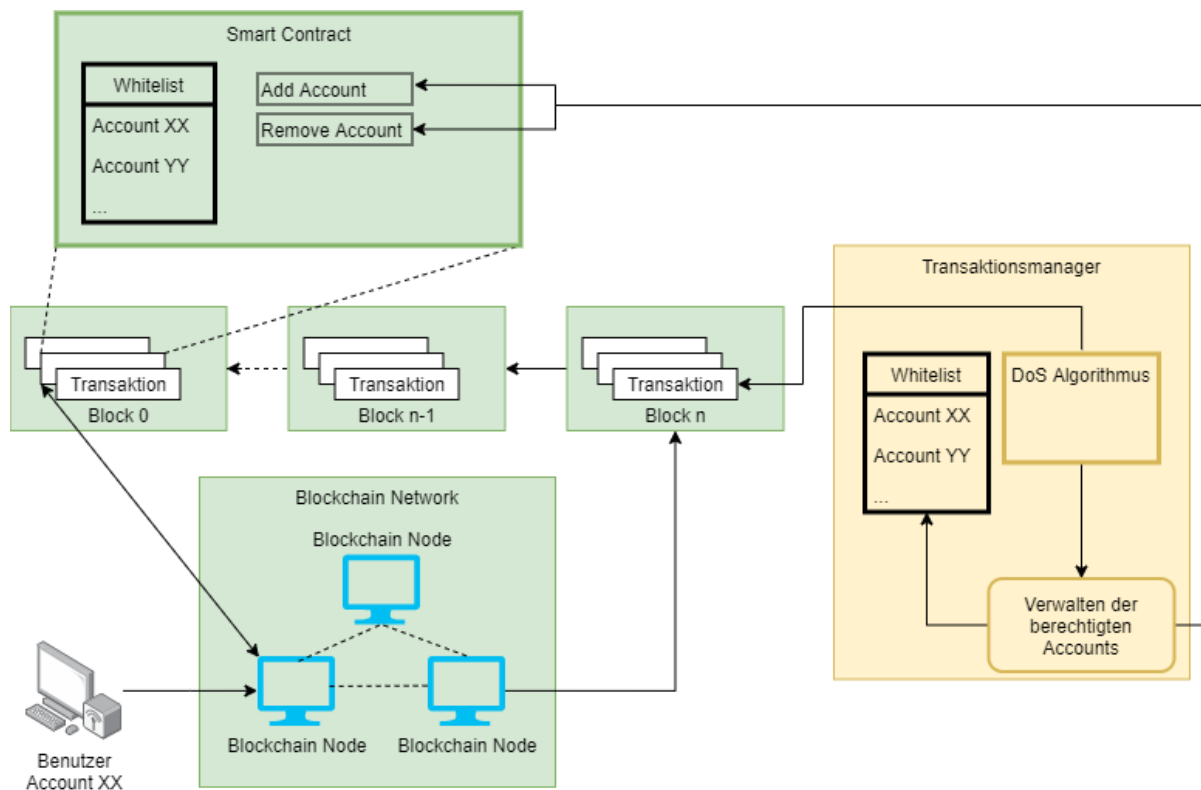 Smart Contract
Whitelist
Account XX
Account YY
...
Add Account
Remove Account
Transaktion
Block 0
Transaktion
Block n-1
Transaktion
Block n
Transaktionsmanager
Whitelist
Account XX
Account YY
...
DoS Algorithmus
Verwalten der
berechtigten
Accounts
Blockchain Network
Blockchain Node
Blockchain Node
Blockchain Node
Benutzer
Account XX